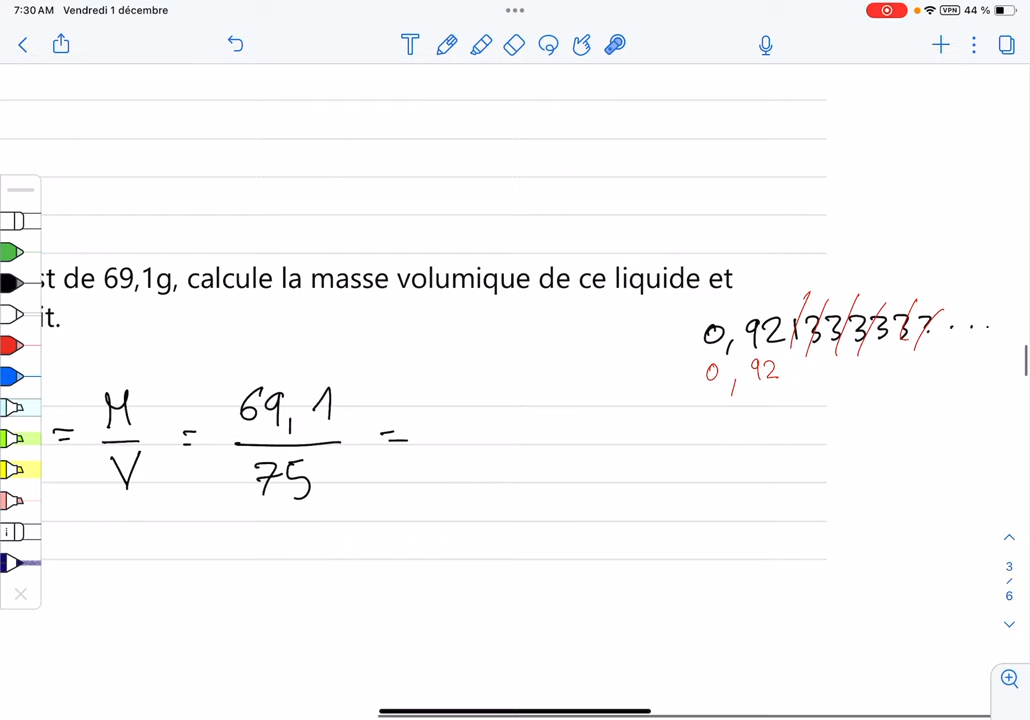 7:30 AM Vendredi 1 décembre
VPN 44 %
st de 69,1g, calcule la masse volumique de ce liquide et
it.
0,921333333...
0,92
= M/V = 69,1/75 =
3
/
6